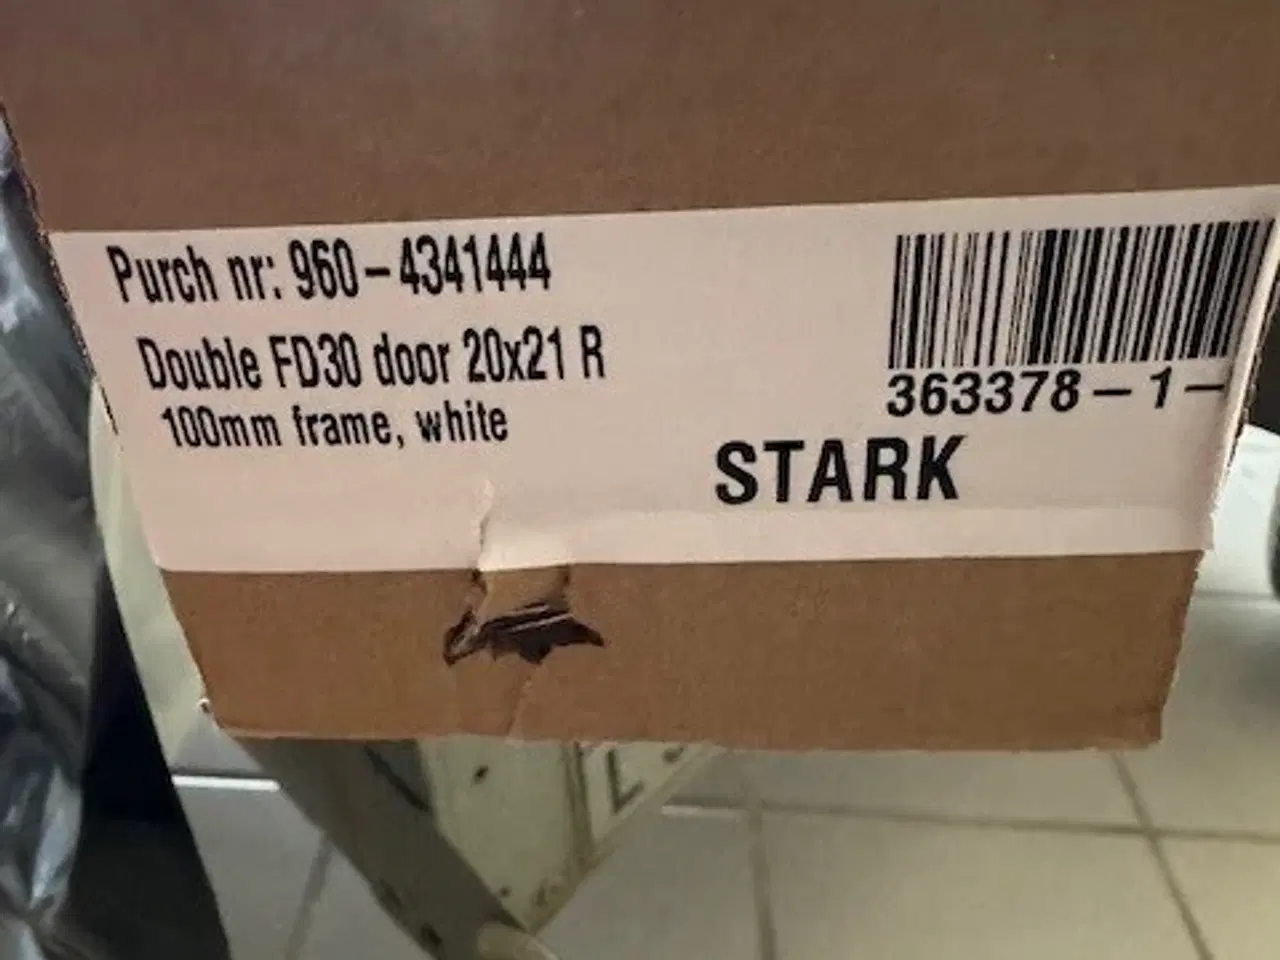 Purch nr: 960-4341444
Double FD30 door 20x21 R
100mm frame, white
363378-1-
STARK